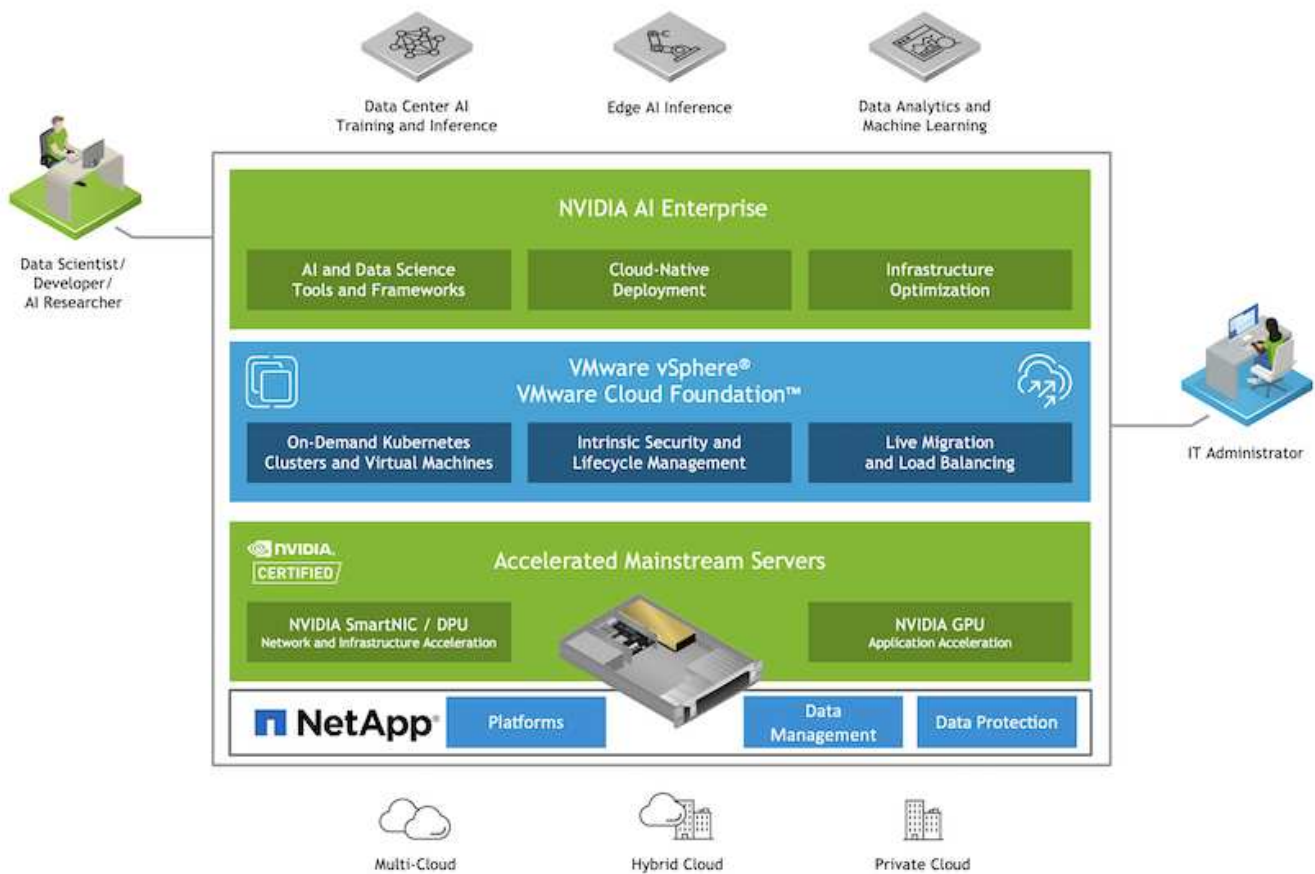 Data Center AI
Training and Inference
Edge AI Inference
Data Analytics and
Machine Learning
Data Scientist/
Developer/
AI Researcher
NVIDIA AI Enterprise
AI and Data Science
Tools and Frameworks
Cloud-Native
Deployment
Infrastructure
Optimization
VMware vSphere®
VMware Cloud Foundation™
On-Demand Kubernetes
Clusters and Virtual Machines
Intrinsic Security and
Lifecycle Management
Live Migration
and Load Balancing
IT Administrator
NVIDIA.
CERTIFIED
Accelerated Mainstream Servers
NVIDIA SmartNIC / DPU
Network and Infrastructure Acceleration
NVIDIA GPU
Application Acceleration
NetApp®
Platforms
Data
Management
Data Protection
Multi-Cloud
Hybrid Cloud
Private Cloud